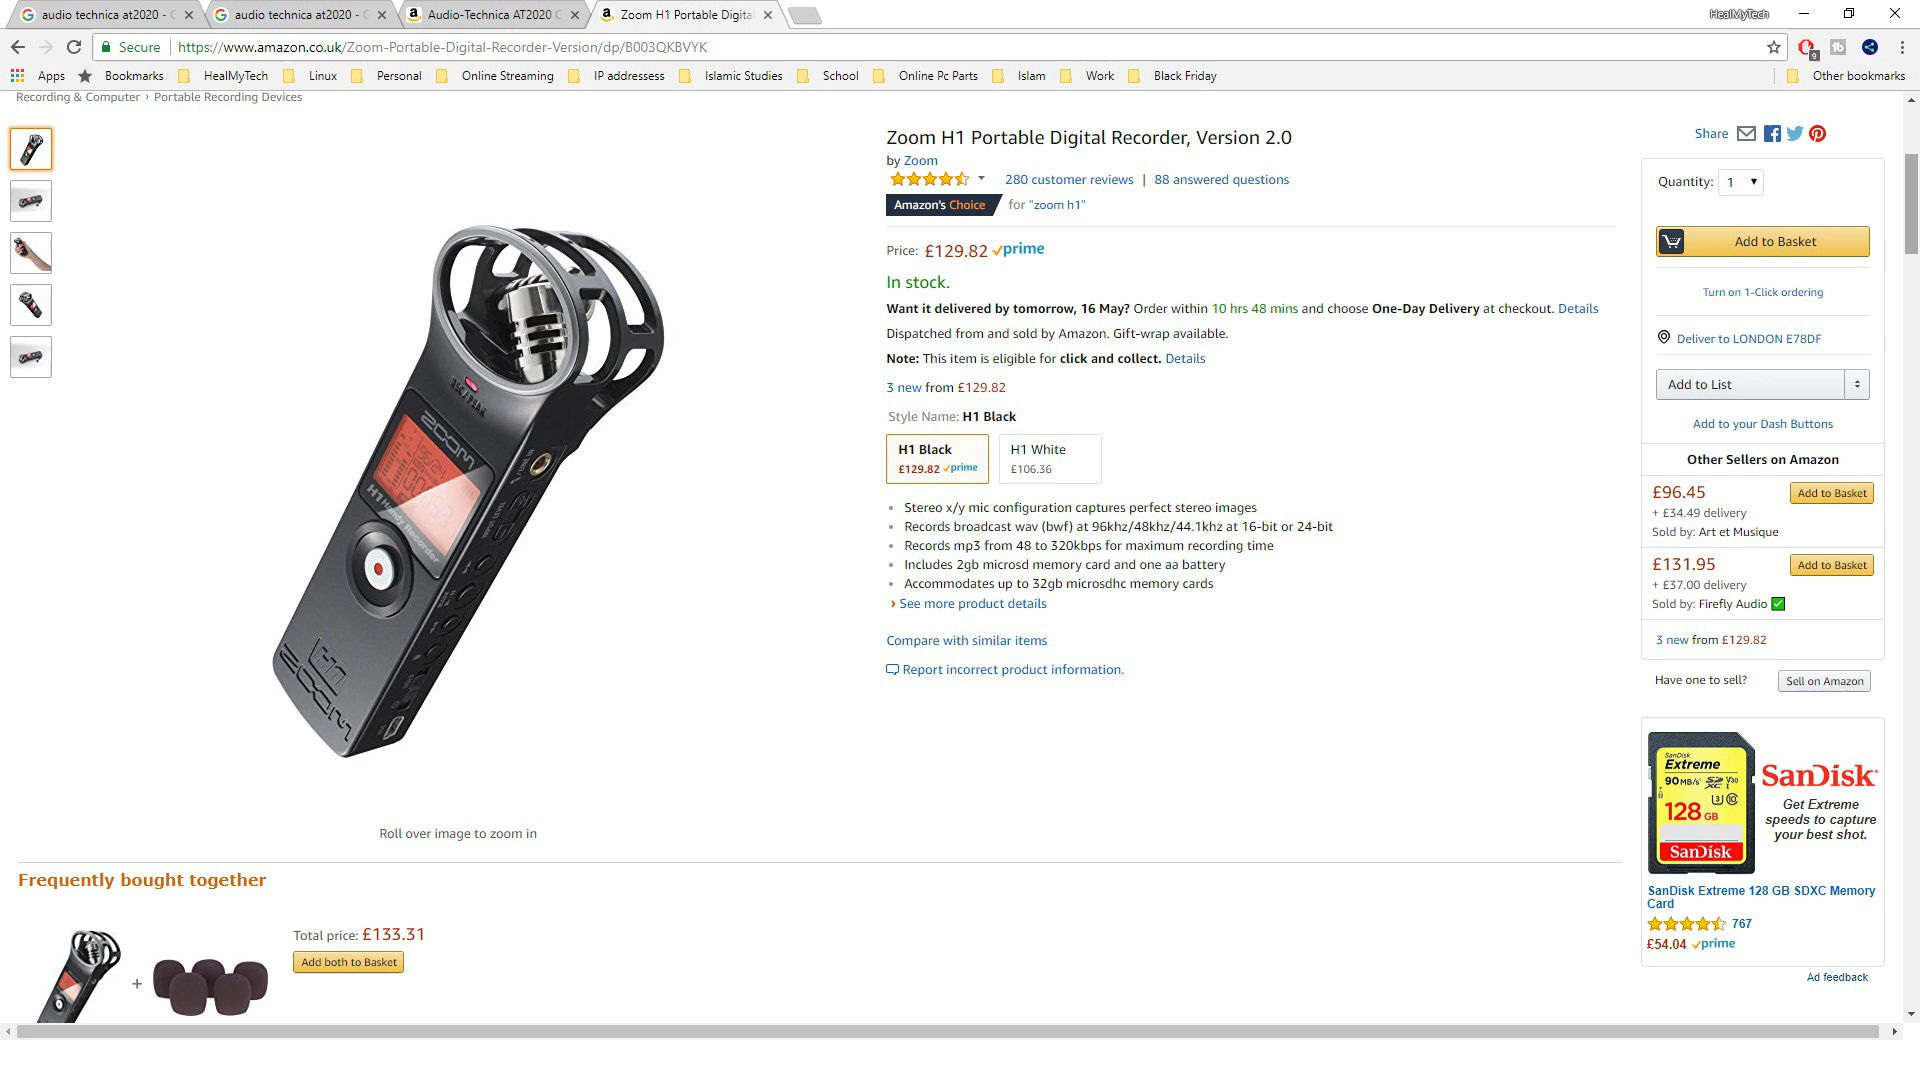 audio technica at2020 - G
audio technica at2020 - G
Audio-Technica AT2020 C
Zoom H1 Portable Digita
HealMyTech
Secure
https://www.amazon.co.uk/Zoom-Portable-Digital-Recorder-Version/dp/B003QKBVYK
9
Apps
Bookmarks
HealMyTech
Linux
Personal
Online Streaming
IP addressess
Islamic Studies
School
Online Pc Parts
Islam
Work
Black Friday
Other bookmarks
Recording & Computer › Portable Recording Devices
Zoom H1 Portable Digital Recorder, Version 2.0
by Zoom
280 customer reviews | 88 answered questions
Amazon's Choice for "zoom h1"
Price: £129.82 prime
In stock.
Want it delivered by tomorrow, 16 May? Order within 10 hrs 48 mins and choose One-Day Delivery at checkout. Details
Dispatched from and sold by Amazon. Gift-wrap available.
Note: This item is eligible for click and collect. Details
3 new from £129.82
Style Name: H1 Black
H1 Black
£129.82 prime
H1 White
£106.36
Stereo x/y mic configuration captures perfect stereo images
Records broadcast wav (bwf) at 96khz/48khz/44.1khz at 16-bit or 24-bit
Records mp3 from 48 to 320kbps for maximum recording time
Includes 2gb microsd memory card and one aa battery
Accommodates up to 32gb microsdhc memory cards
› See more product details
Compare with similar items
Report incorrect product information.
REC/PEAK
ZOOM
H1 Handy Recorder
LINE IN
INPUT LEVEL
H1
ZOOM
Roll over image to zoom in
Share
Quantity: 1
Add to Basket
Turn on 1-Click ordering
Deliver to LONDON E78DF
Add to List
Add to your Dash Buttons
Other Sellers on Amazon
£96.45
Add to Basket
+ £34.49 delivery
Sold by: Art et Musique
£131.95
Add to Basket
+ £37.00 delivery
Sold by: Firefly Audio
3 new from £129.82
Have one to sell?
Sell on Amazon
SanDisk
Extreme
90 MB/s
V30
128 GB
SanDisk
SanDisk
Get Extreme
speeds to capture
your best shot.
SanDisk Extreme 128 GB SDXC Memory
Card
767
£54.04 prime
Ad feedback
Frequently bought together
+
Total price: £133.31
Add both to Basket